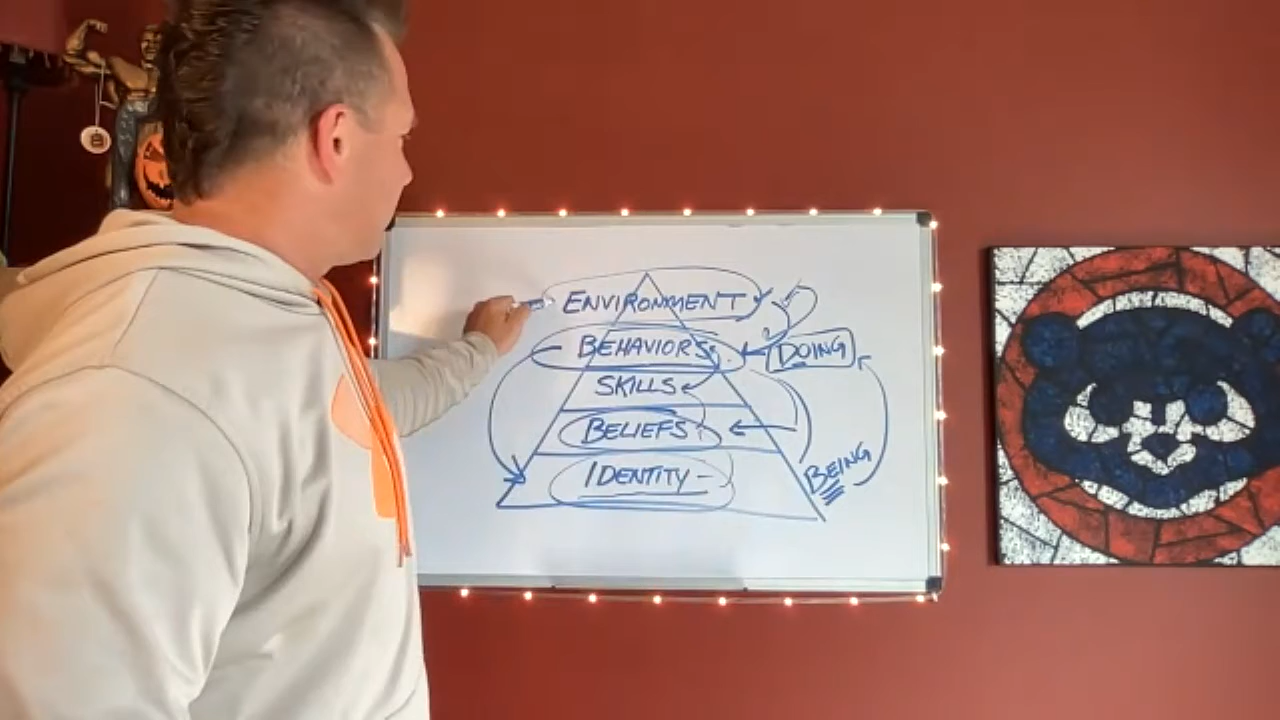 ENVIRONMENT
BEHAVIORS
DOING
SKILLS
BELIEFS
IDENTITY
BEING